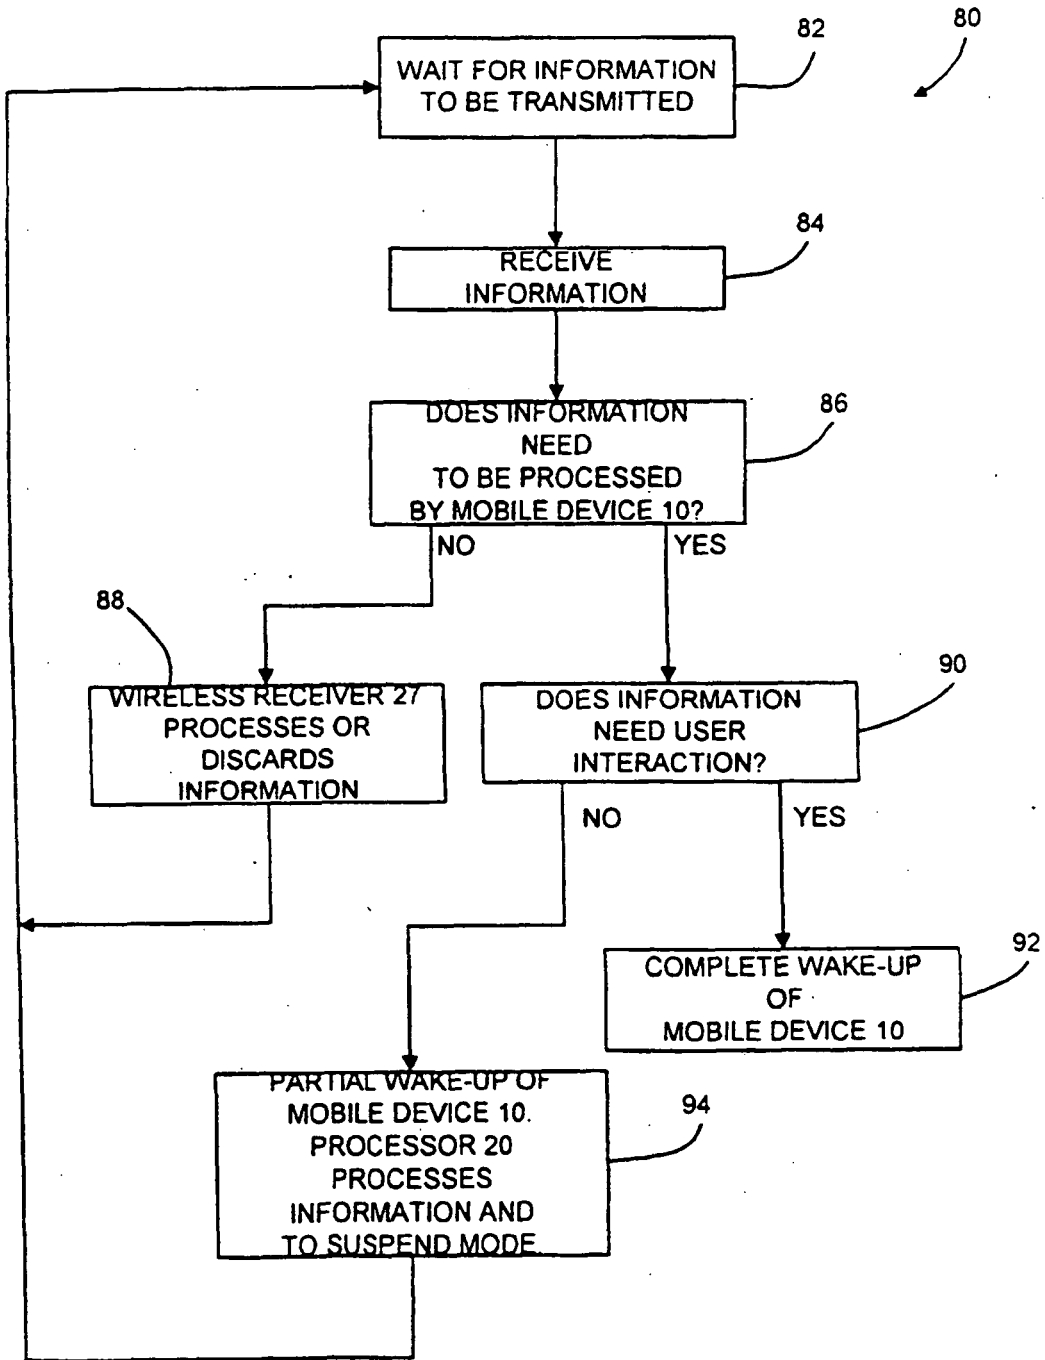 80
82
WAIT FOR INFORMATION
TO BE TRANSMITTED
84
RECEIVE
INFORMATION
86
DOES INFORMATION
NEED
TO BE PROCESSED
BY MOBILE DEVICE 10?
NO
YES
88
WIRELESS RECEIVER 27
PROCESSES OR
DISCARDS
INFORMATION
90
DOES INFORMATION
NEED USER
INTERACTION?
NO
YES
92
COMPLETE WAKE-UP
OF
MOBILE DEVICE 10
94
PARTIAL WAKE-UP OF
MOBILE DEVICE 10.
PROCESSOR 20
PROCESSES
INFORMATION AND
TO SUSPEND MODE